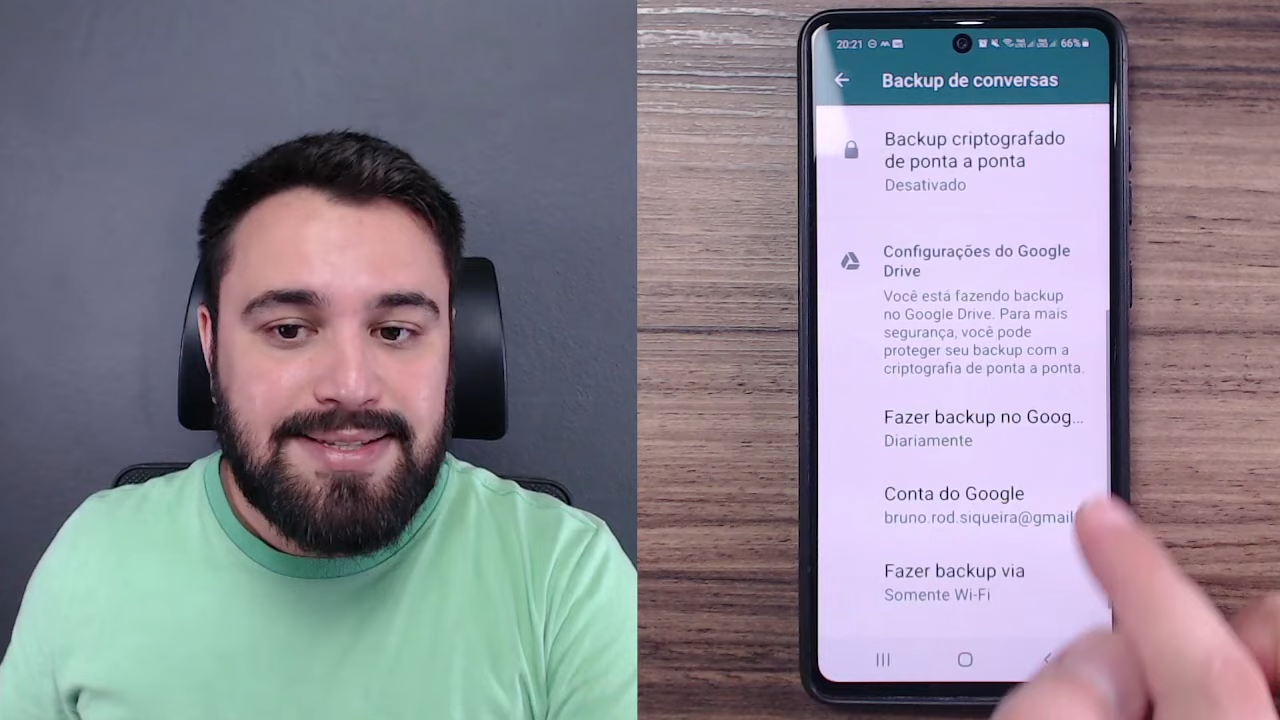 20:21
66%
Backup de conversas
Backup criptografado
de ponta a ponta
Desativado
Configurações do Google
Drive
Você está fazendo backup
no Google Drive. Para mais
segurança, você pode
proteger seu backup com a
criptografia de ponta a ponta.
Fazer backup no Goog...
Diariamente
Conta do Google
bruno.rod.siqueira@gmail
Fazer backup via
Somente Wi-Fi